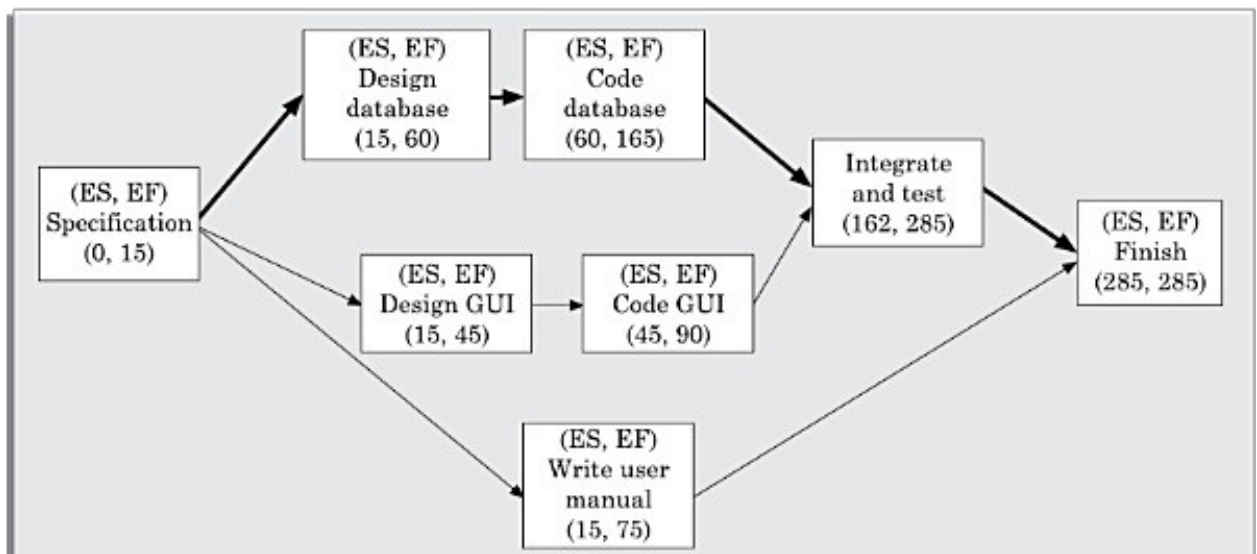 (ES, EF)
Design
database
(15, 60)
(ES, EF)
Code
database
(60, 165)
Integrate
and test
(162, 285)
(ES, EF)
Specification
(0, 15)
(ES, EF)
Finish
(285, 285)
(ES, EF)
Design GUI
(15, 45)
(ES, EF)
Code GUI
(45, 90)
(ES, EF)
Write user
manual
(15, 75)